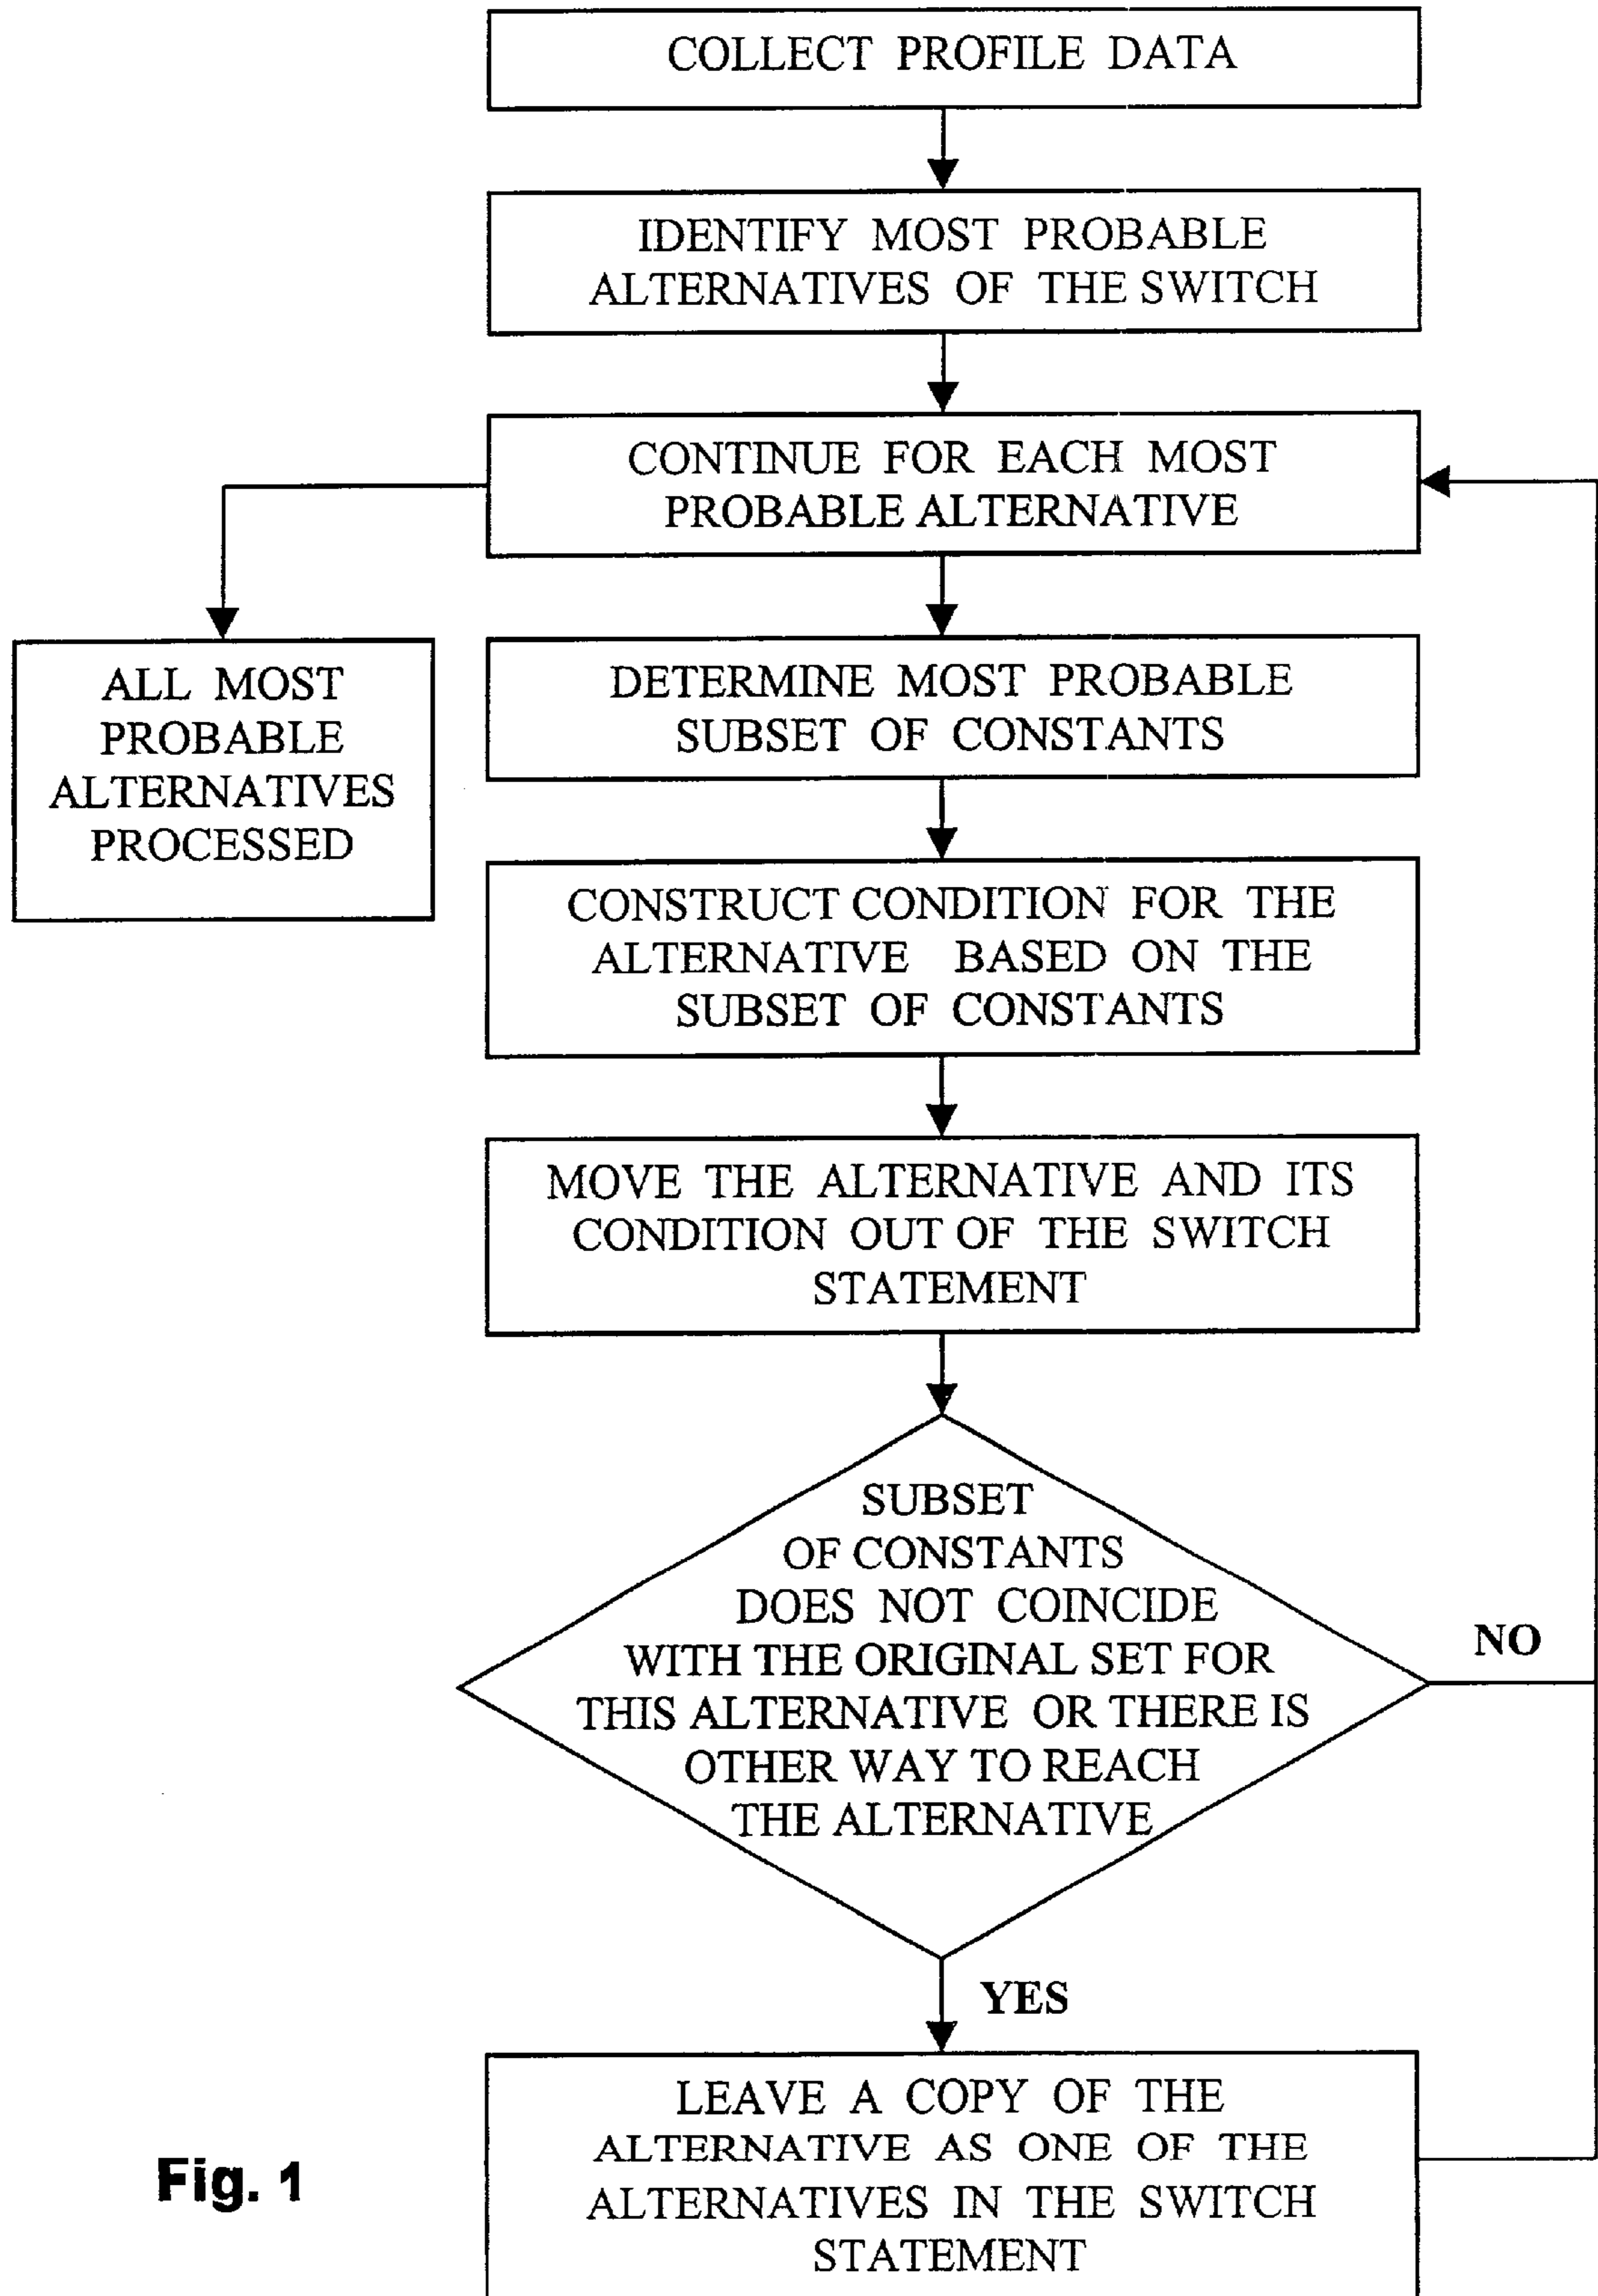 COLLECT PROFILE DATA
IDENTIFY MOST PROBABLE
ALTERNATIVES OF THE SWITCH
CONTINUE FOR EACH MOST
PROBABLE ALTERNATIVE
ALL MOST
PROBABLE
ALTERNATIVES
PROCESSED
DETERMINE MOST PROBABLE
SUBSET OF CONSTANTS
CONSTRUCT CONDITION FOR THE
ALTERNATIVE BASED ON THE
SUBSET OF CONSTANTS
MOVE THE ALTERNATIVE AND ITS
CONDITION OUT OF THE SWITCH
STATEMENT
SUBSET
OF CONSTANTS
DOES NOT COINCIDE
WITH THE ORIGINAL SET FOR
THIS ALTERNATIVE OR THERE IS
OTHER WAY TO REACH
THE ALTERNATIVE
NO
YES
LEAVE A COPY OF THE
ALTERNATIVE AS ONE OF THE
ALTERNATIVES IN THE SWITCH
STATEMENT
Fig. 1